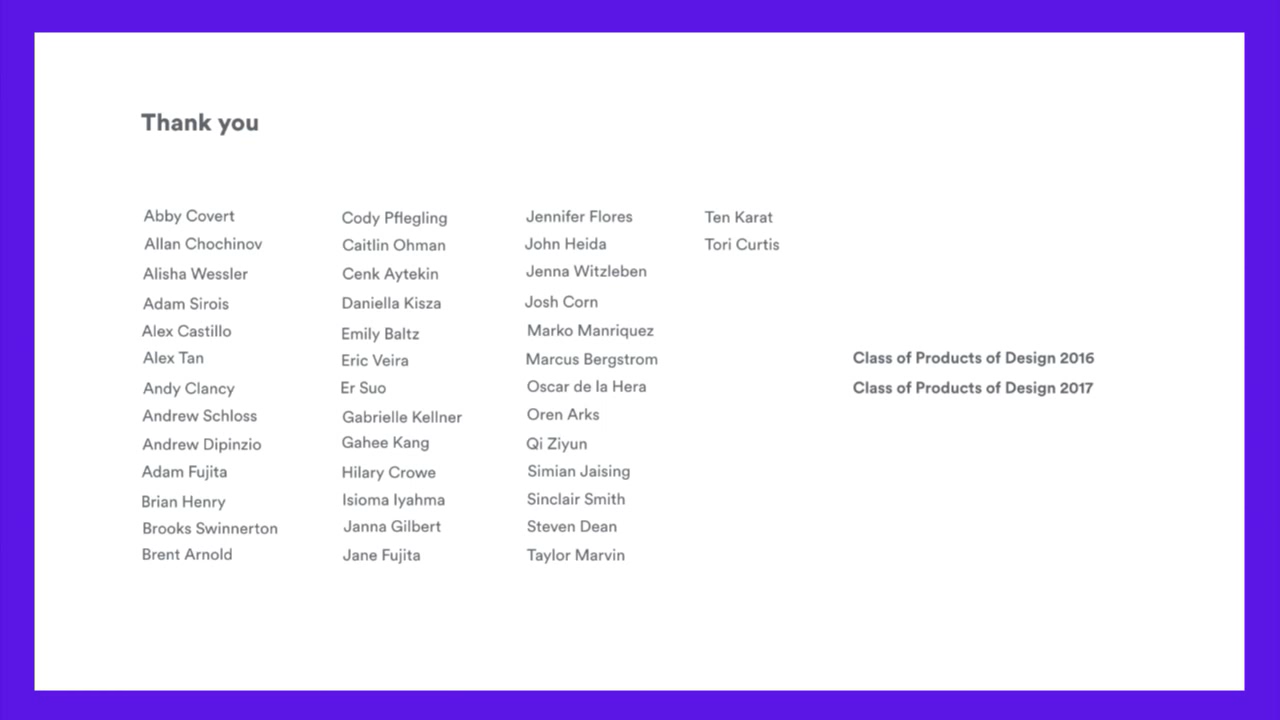 Thank you
Abby Covert
Allan Chochinov
Alisha Wessler
Adam Sirois
Alex Castillo
Alex Tan
Andy Clancy
Andrew Schloss
Andrew Dipinzio
Adam Fujita
Brian Henry
Brooks Swinnerton
Brent Arnold
Cody Pflegling
Caitlin Ohman
Cenk Aytekin
Daniella Kisza
Emily Baltz
Eric Veira
Er Suo
Gabrielle Kellner
Gahee Kang
Hilary Crowe
Isioma Iyahma
Janna Gilbert
Jane Fujita
Jennifer Flores
John Heida
Jenna Witzleben
Josh Corn
Marko Manriquez
Marcus Bergstrom
Oscar de la Hera
Oren Arks
Qi Ziyun
Simian Jaising
Sinclair Smith
Steven Dean
Taylor Marvin
Ten Karat
Tori Curtis
Class of Products of Design 2016
Class of Products of Design 2017